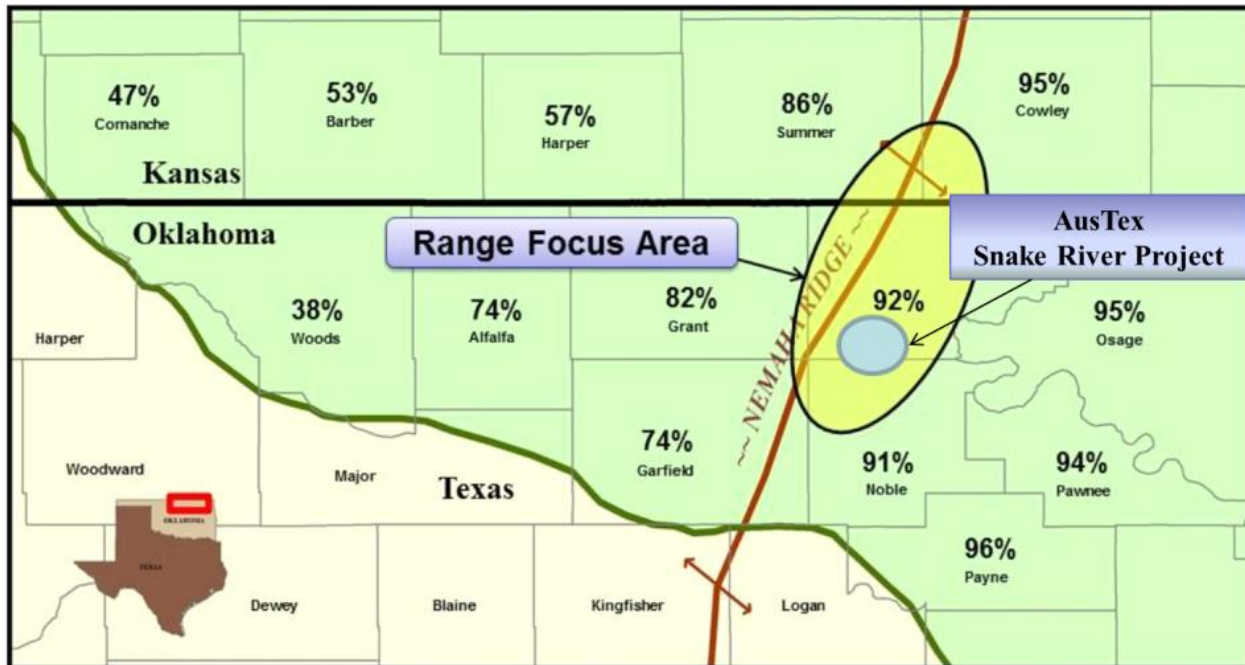 47%
Comanche
53%
Barber
57%
Harper
86%
Summer
95%
Cowley
Kansas
Oklahoma
Range Focus Area
AusTex
Snake River Project
~~ NEMAHA RIDGE ~~
Harper
38%
Woods
74%
Alfalfa
82%
Grant
92%
95%
Osage
Woodward
Major
Texas
74%
Garfield
91%
Noble
94%
Pawnee
96%
Payne
OKLAHOMA
TEXAS
Dewey
Blaine
Kingfisher
Logan